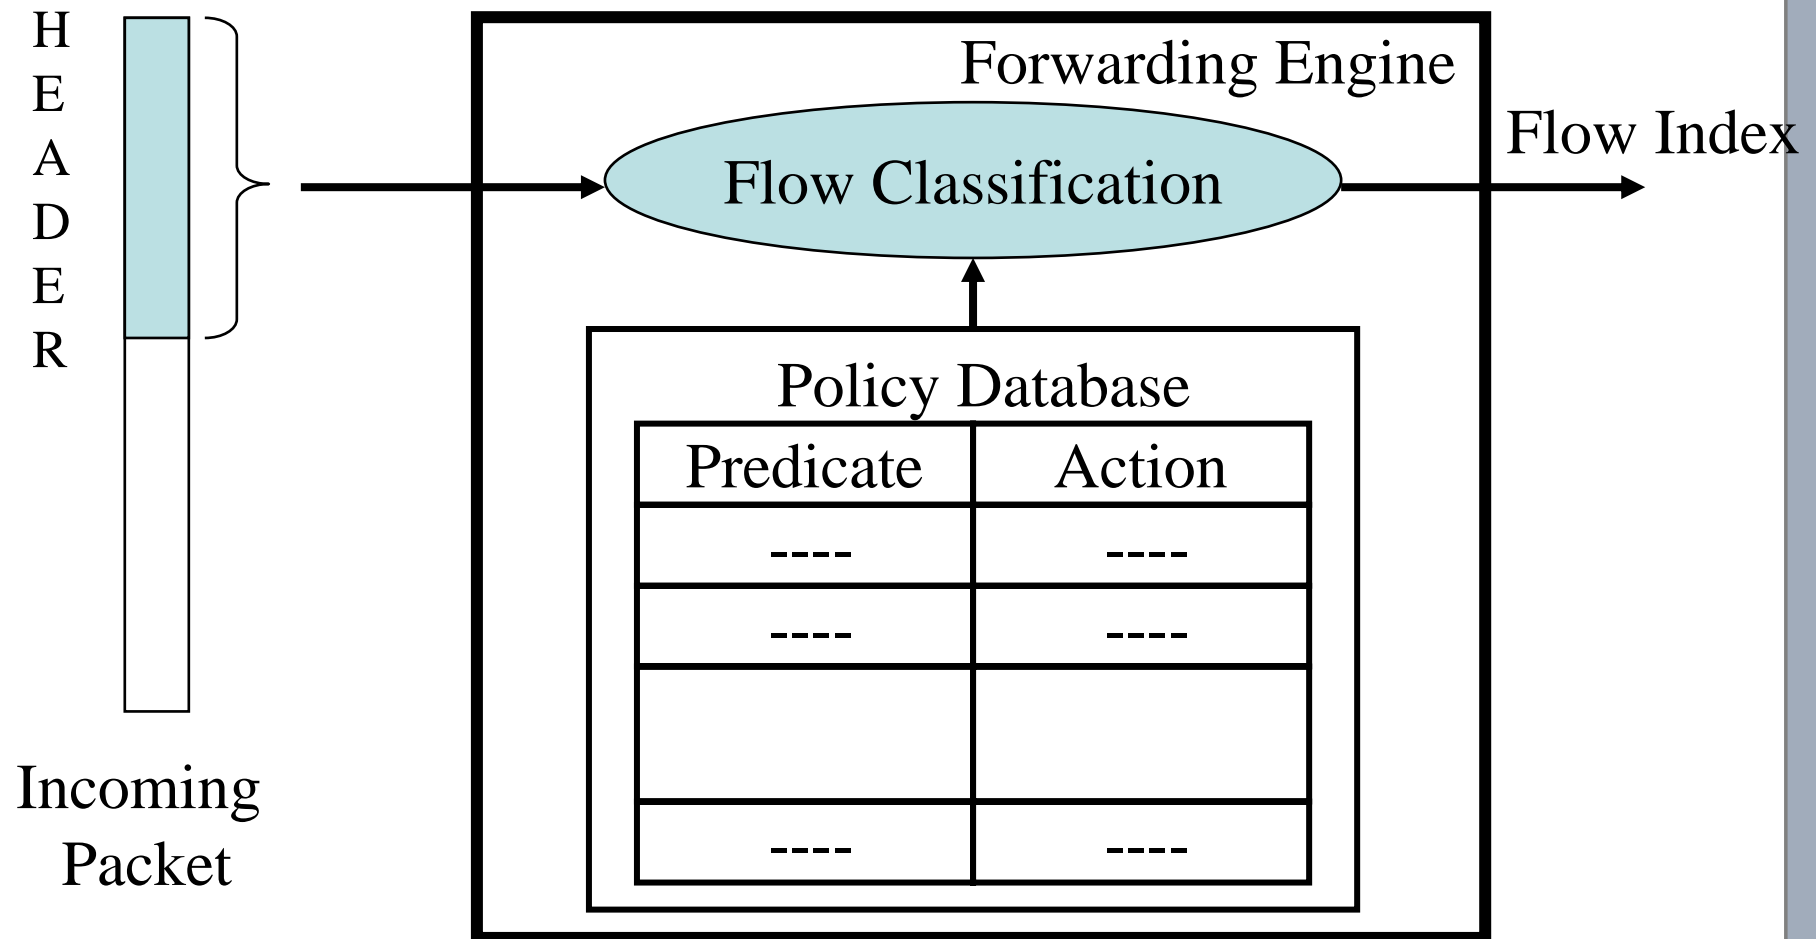 H
E
A
D
E
R
Incoming
Packet
Forwarding Engine
Flow Classification
Flow Index
Policy Database
Predicate Action
---- ----
---- ----
---- ----